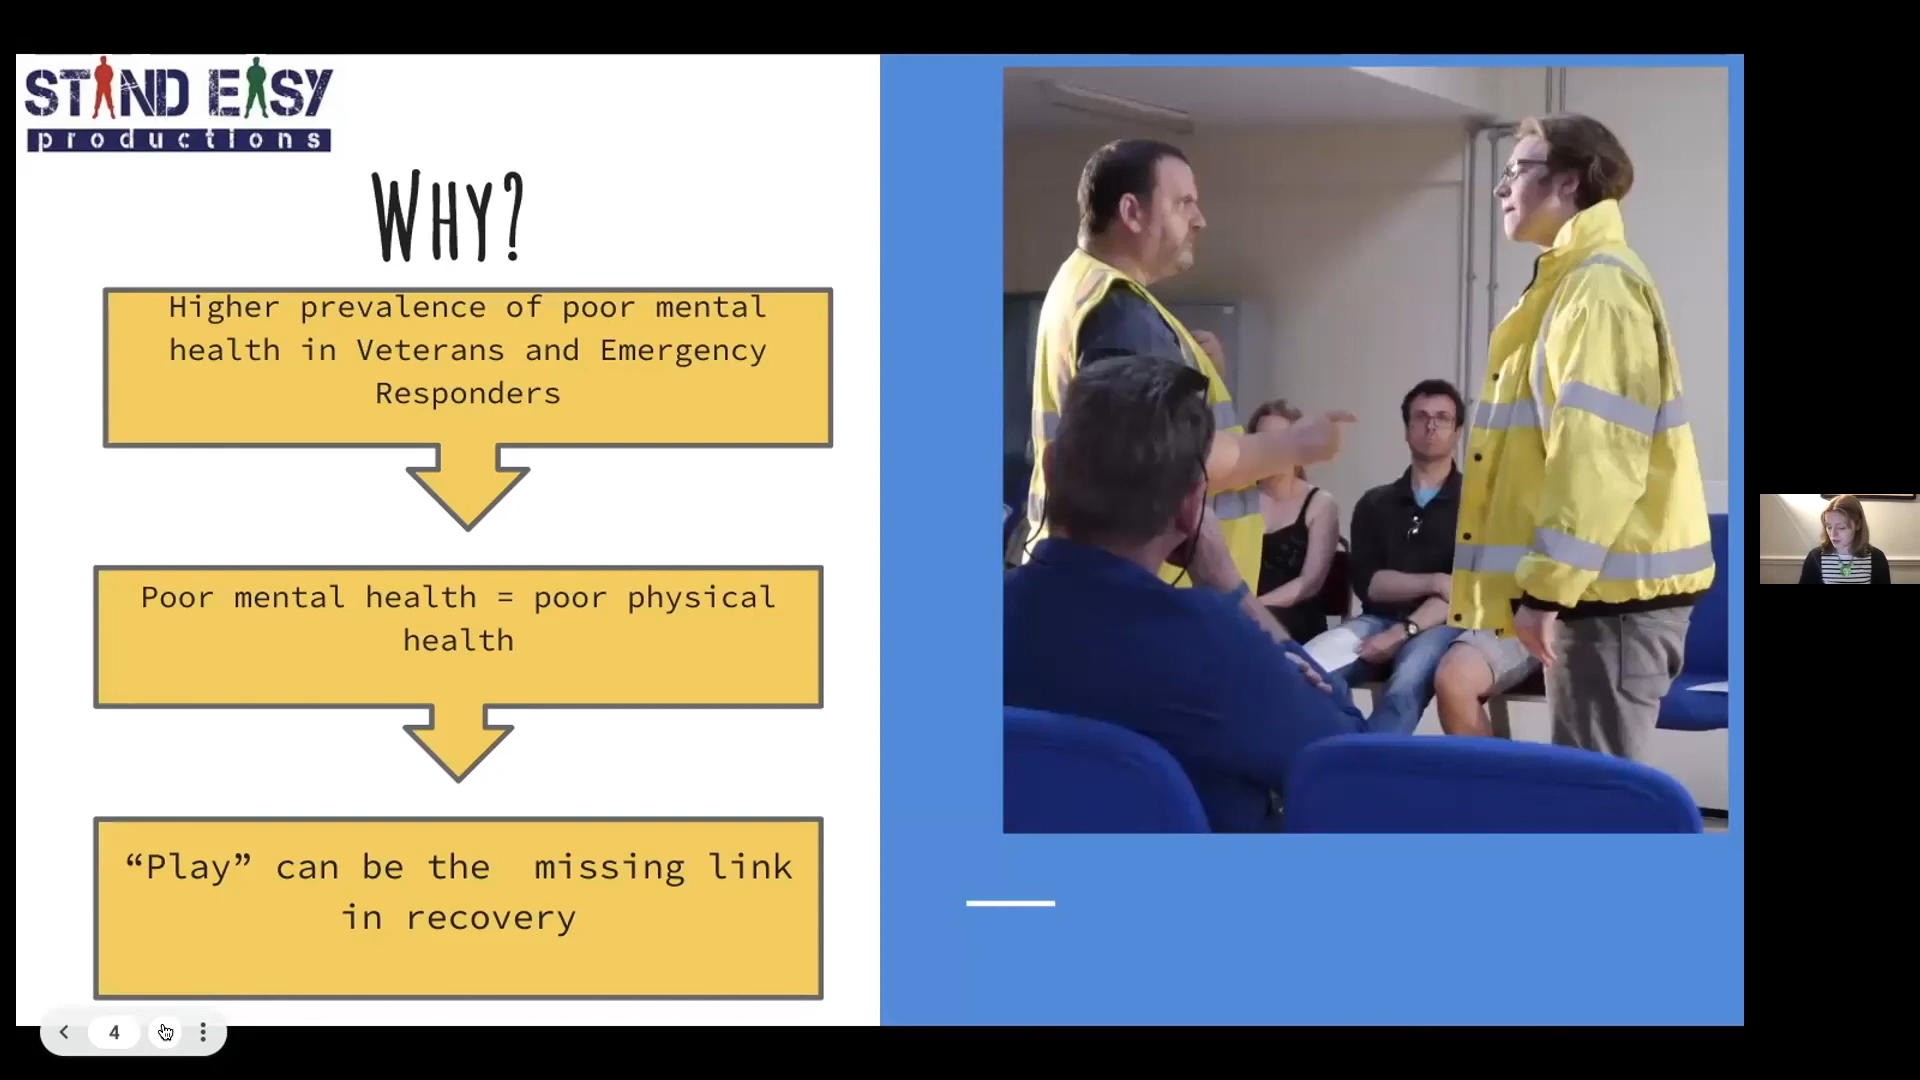 STAND EASY
productions
WHY?
Higher prevalence of poor mental
health in Veterans and Emergency
Responders
Poor mental health = poor physical
health
“Play” can be the missing link
in recovery
4